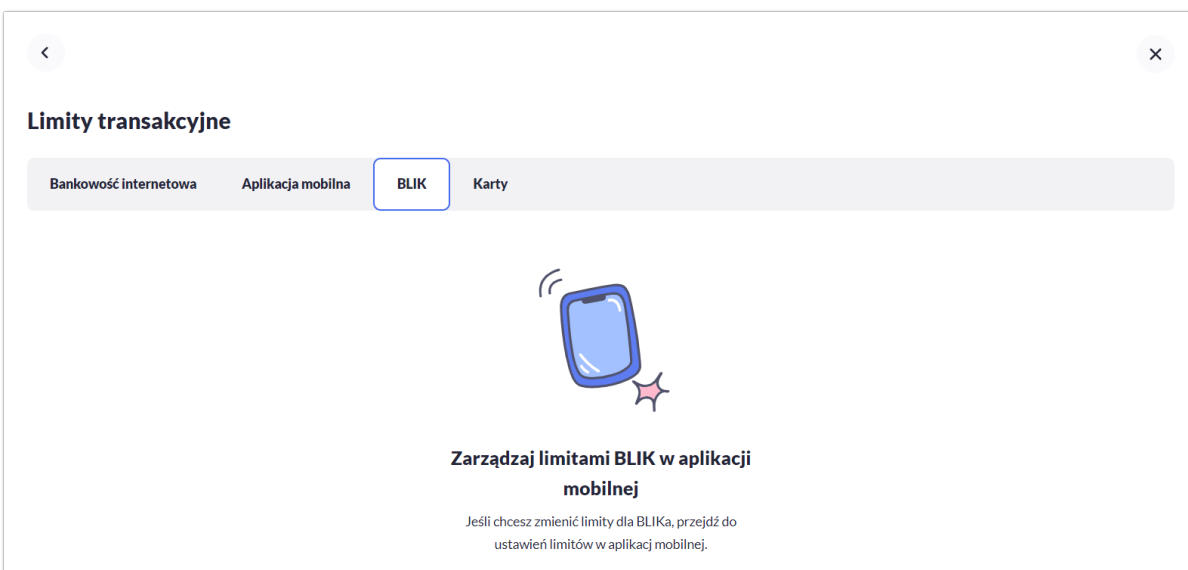 Limity transakcyjne
Bankowość internetowa Aplikacja mobilna BLIK Karty
Zarządzaj limitami BLIK w aplikacji
mobilnej
Jeśli chcesz zmienić limity dla BLIKa, przejdź do
ustawień limitów w aplikacj mobilnej.